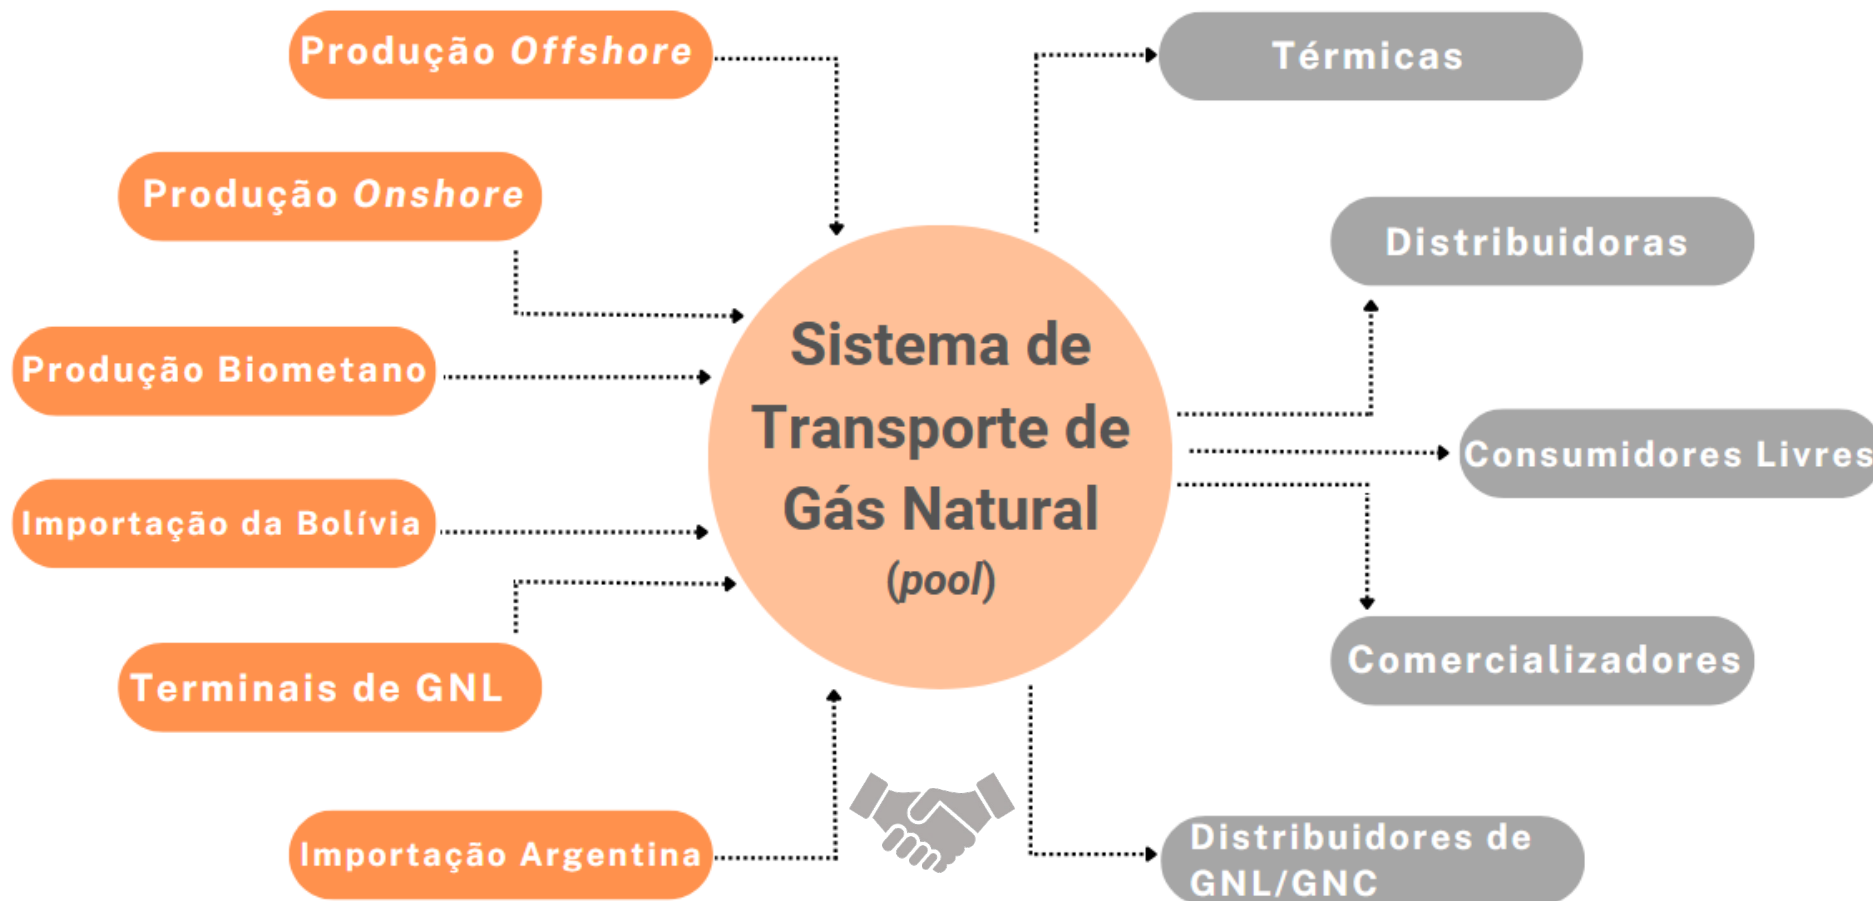 Produção Offshore
Produção Onshore
Produção Biometano
Importação da Bolívia
Terminais de GNL
Importação Argentina
Sistema de
Transporte de
Gás Natural
(pool)
Térmicas
Distribuidoras
Consumidores Livres
Comercializadores
Distribuidores de
GNL/GNC